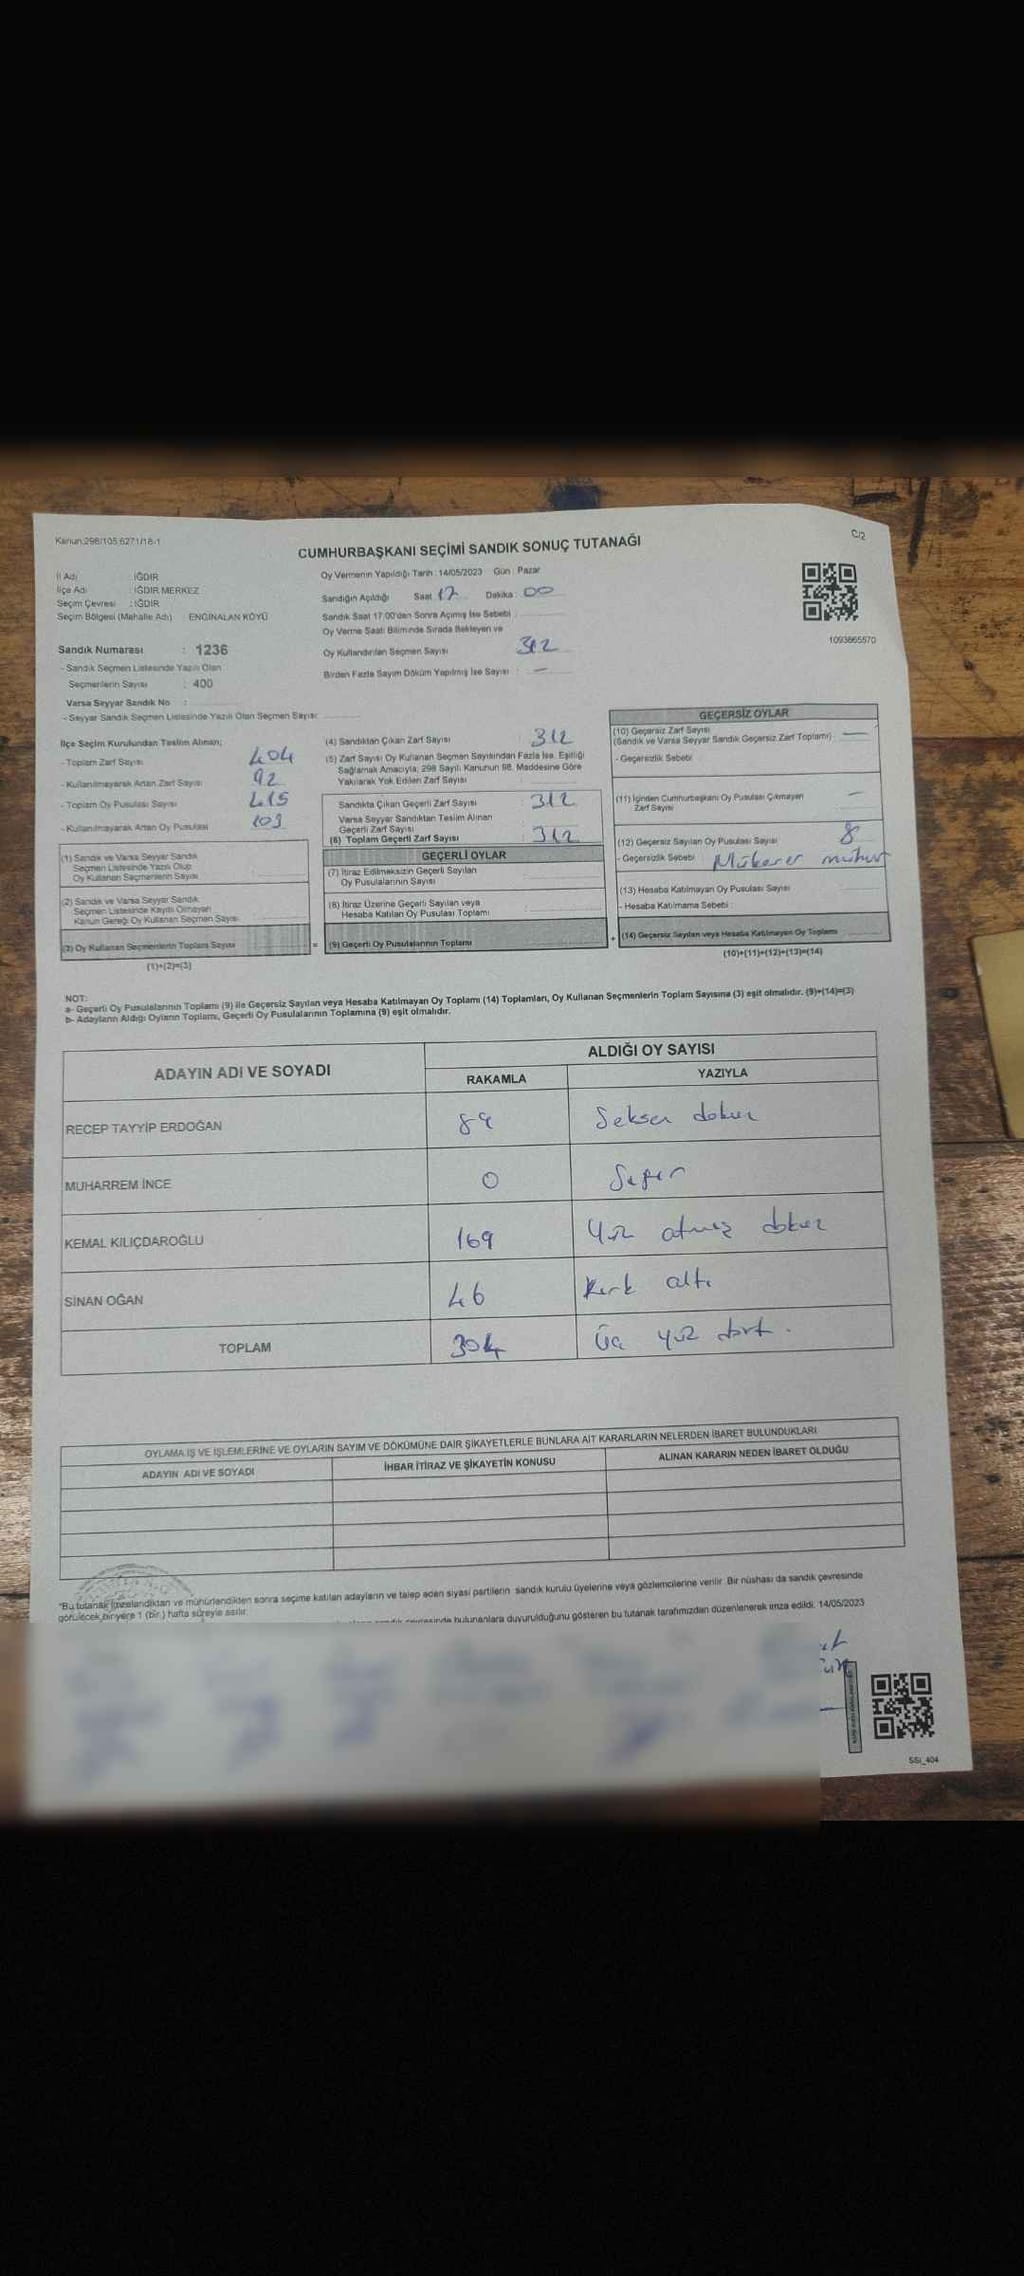 Kanun:298/105,6271/18-1
C/2
CUMHURBAŞKANI SEÇİMİ SANDIK SONUÇ TUTANAĞI
İl Adı : IĞDIR
İlçe Adı : IĞDIR MERKEZ
Seçim Çevresi : IĞDIR
Seçim Bölgesi (Mahalle Adı) ENGİNALAN KÖYÜ
Sandık Numarası : 1236
- Sandık Seçmen Listesinde Yazılı Olan
Seçmenlerin Sayısı : 400
Varsa Seyyar Sandık No :
- Seyyar Sandık Seçmen Listesinde Yazılı Olan Seçmen Sayısı:
Oy Vermenin Yapıldığı Tarih : 14/05/2023 Gün : Pazar
Sandığın Açıldığı Saat 17 Dakika : 00
Sandık Saat 17.00'den Sonra Açılmış İse Sebebi :
Oy Verme Saati Bitiminde Sırada Bekleyen ve
Oy Kullandırılan Seçmen Sayısı 312
Birden Fazla Sayım Döküm Yapılmış İse Sayısı : —
1093865570
İlçe Seçim Kurulundan Teslim Alınan;
- Toplam Zarf Sayısı : 404
- Kullanılmayarak Artan Zarf Sayısı : 92
- Toplam Oy Pusulası Sayısı : 415
- Kullanılmayarak Artan Oy Pusulası 103
(1) Sandık ve Varsa Seyyar Sandık
Seçmen Listesinde Yazılı Olup
Oy Kullanan Seçmenlerin Sayısı
(2) Sandık ve Varsa Seyyar Sandık
Seçmen Listesinde Kayıtlı Olmayan
Kanun Gereği Oy Kullanan Seçmen Sayısı
(3) Oy Kullanan Seçmenlerin Toplam Sayısı
(1)+(2)=(3)
(4) Sandıktan Çıkan Zarf Sayısı : 312
(5) Zarf Sayısı Oy Kullanan Seçmen Sayısından Fazla İse, Eşitliği
Sağlamak Amacıyla, 298 Sayılı Kanunun 98. Maddesine Göre
Yakılarak Yok Edilen Zarf Sayısı
Sandıkta Çıkan Geçerli Zarf Sayısı : 312
Varsa Seyyar Sandıktan Teslim Alınan
Geçerli Zarf Sayısı
(6) Toplam Geçerli Zarf Sayısı : 312
GEÇERLİ OYLAR
(7) İtiraz Edilmeksizin Geçerli Sayılan
Oy Pusulalarının Sayısı
(8) İtiraz Üzerine Geçerli Sayılan veya
Hesaba Katılan Oy Pusulası Toplamı
= (9) Geçerli Oy Pusulalarının Toplamı
GEÇERSİZ OYLAR
(10) Geçersiz Zarf Sayısı
(Sandık ve Varsa Seyyar Sandık Geçersiz Zarf Toplamı) : —
- Geçersizlik Sebebi
(11) İçinden Cumhurbaşkanı Oy Pusulası Çıkmayan —
Zarf Sayısı
(12) Geçersiz Sayılan Oy Pusulası Sayısı 8
- Geçersizlik Sebebi Mükerer mühür
(13) Hesaba Katılmayan Oy Pusulası Sayısı
- Hesaba Katılmama Sebebi :
+ (14) Geçersiz Sayılan veya Hesaba Katılmayan Oy Toplamı
(10)+(11)+(12)+(13)=(14)
NOT:
a- Geçerli Oy Pusulalarının Toplamı (9) ile Geçersiz Sayılan veya Hesaba Katılmayan Oy Toplamı (14) Toplamları, Oy Kullanan Seçmenlerin Toplam Sayısına (3) eşit olmalıdır. (9)+(14)=(3)
b- Adayların Aldığı Oyların Toplamı, Geçerli Oy Pusulalarının Toplamına (9) eşit olmalıdır.
ADAYIN ADI VE SOYADI
ALDIĞI OY SAYISI
RAKAMLA YAZIYLA
RECEP TAYYİP ERDOĞAN 89 Seksen dokuz
MUHARREM İNCE 0 Sıfır
KEMAL KILIÇDAROĞLU 169 Yüz atmış dokuz
SİNAN OĞAN 46 Kırk altı
TOPLAM 304 Üç yüz dört.
OYLAMA İŞ VE İŞLEMLERİNE VE OYLARIN SAYIM VE DÖKÜMÜNE DAİR ŞİKAYETLERLE BUNLARA AİT KARARLARIN NELERDEN İBARET BULUNDUKLARI
ADAYIN ADI VE SOYADI İHBAR İTİRAZ VE ŞİKAYETİN KONUSU ALINAN KARARIN NEDEN İBARET OLDUĞU
"Bu tutanak imzalandıktan ve mühürlendikten sonra seçime katılan adayların ve talep eden siyasi partilerin sandık kurulu üyelerine veya gözlemcilerine verilir. Bir nüshası da sandık çevresinde
görülecek bir yere 1 (bir) hafta süreyle asılır.
bulunanlara duyurulduğunu gösteren bu tutanak tarafımızdan düzenlenerek imza edildi. 14/05/2023
SSı_404